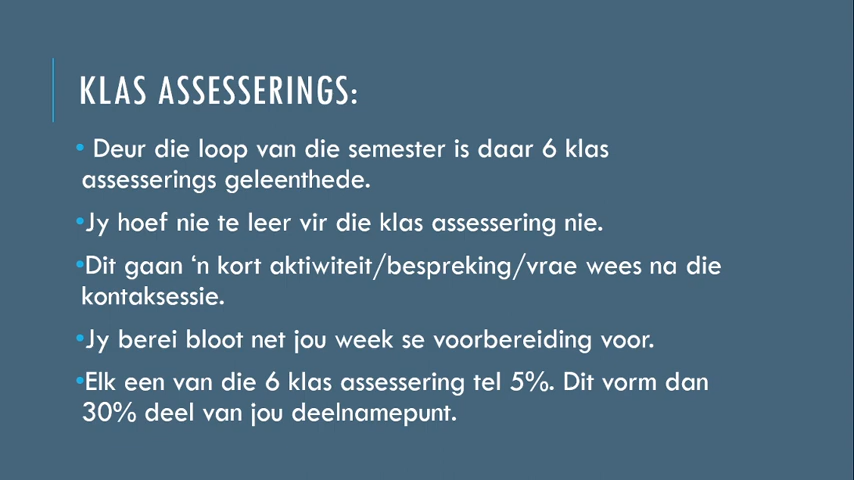 KLAS ASSESSERINGS:
• Deur die loop van die semester is daar 6 klas
assesserings geleenthede.
•Jy hoef nie te leer vir die klas assessering nie.
•Dit gaan ‘n kort aktiwiteit/bespreking/vrae wees na die
kontaksessie.
•Jy berei bloot net jou week se voorbereiding voor.
•Elk een van die 6 klas assessering tel 5%. Dit vorm dan
30% deel van jou deelnamepunt.